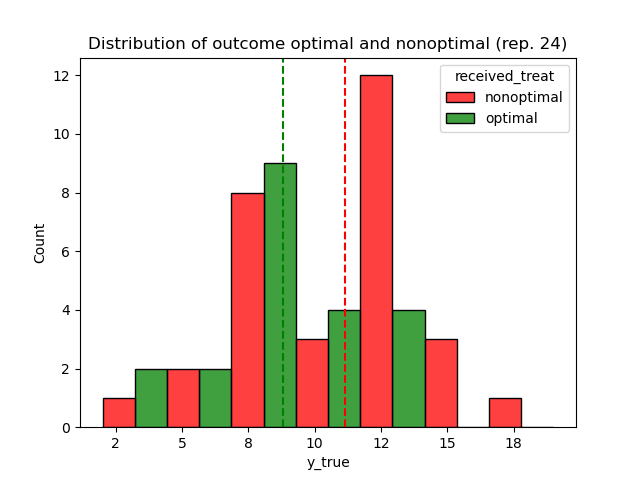 Distribution of outcome optimal and nonoptimal (rep. 24)
received_treat
nonoptimal
optimal
12
10
8
6
4
2
0
Count
2 5 8 10 12 15 18
y_true